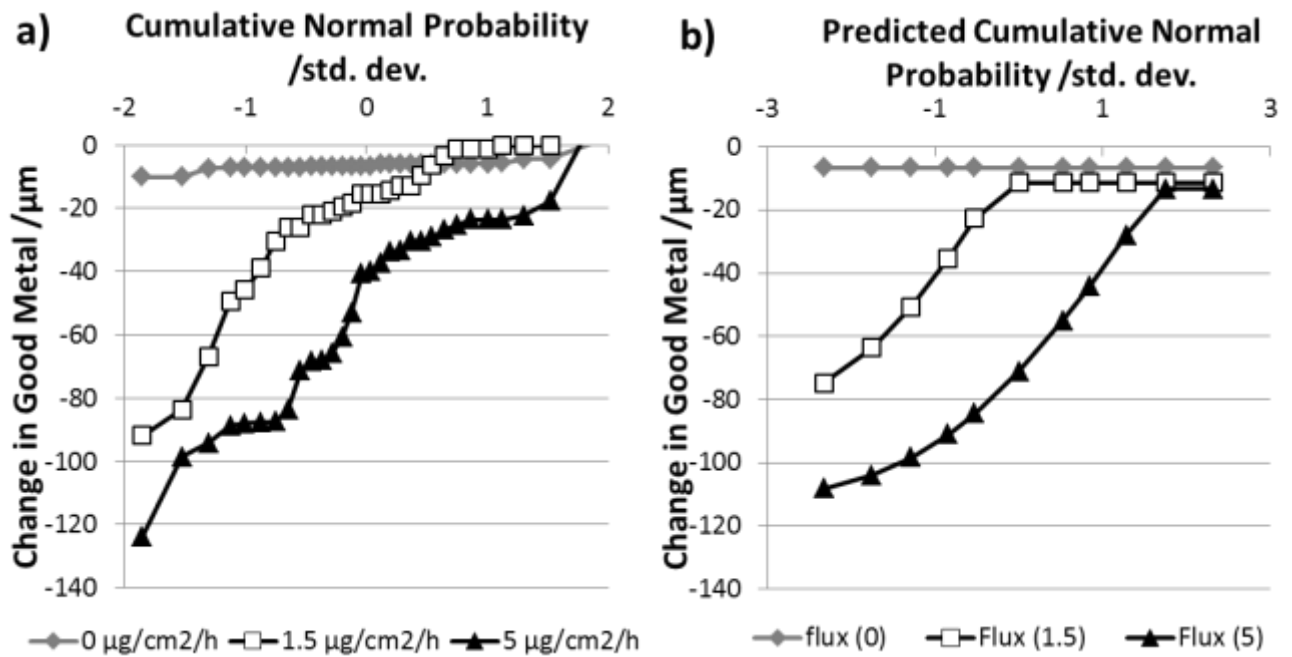 a)
Cumulative Normal Probability
/std. dev.
-2 -1 0 1 2
0
-20
-40
-60
-80
-100
-120
-140
Change in Good Metal /µm
0 µg/cm2/h 1.5 µg/cm2/h 5 µg/cm2/h
b)
Predicted Cumulative Normal
Probability /std. dev.
-3 -1 1 3
0
-20
-40
-60
-80
-100
-120
-140
Change in Good Metal /µm
flux (0) Flux (1.5) Flux (5)